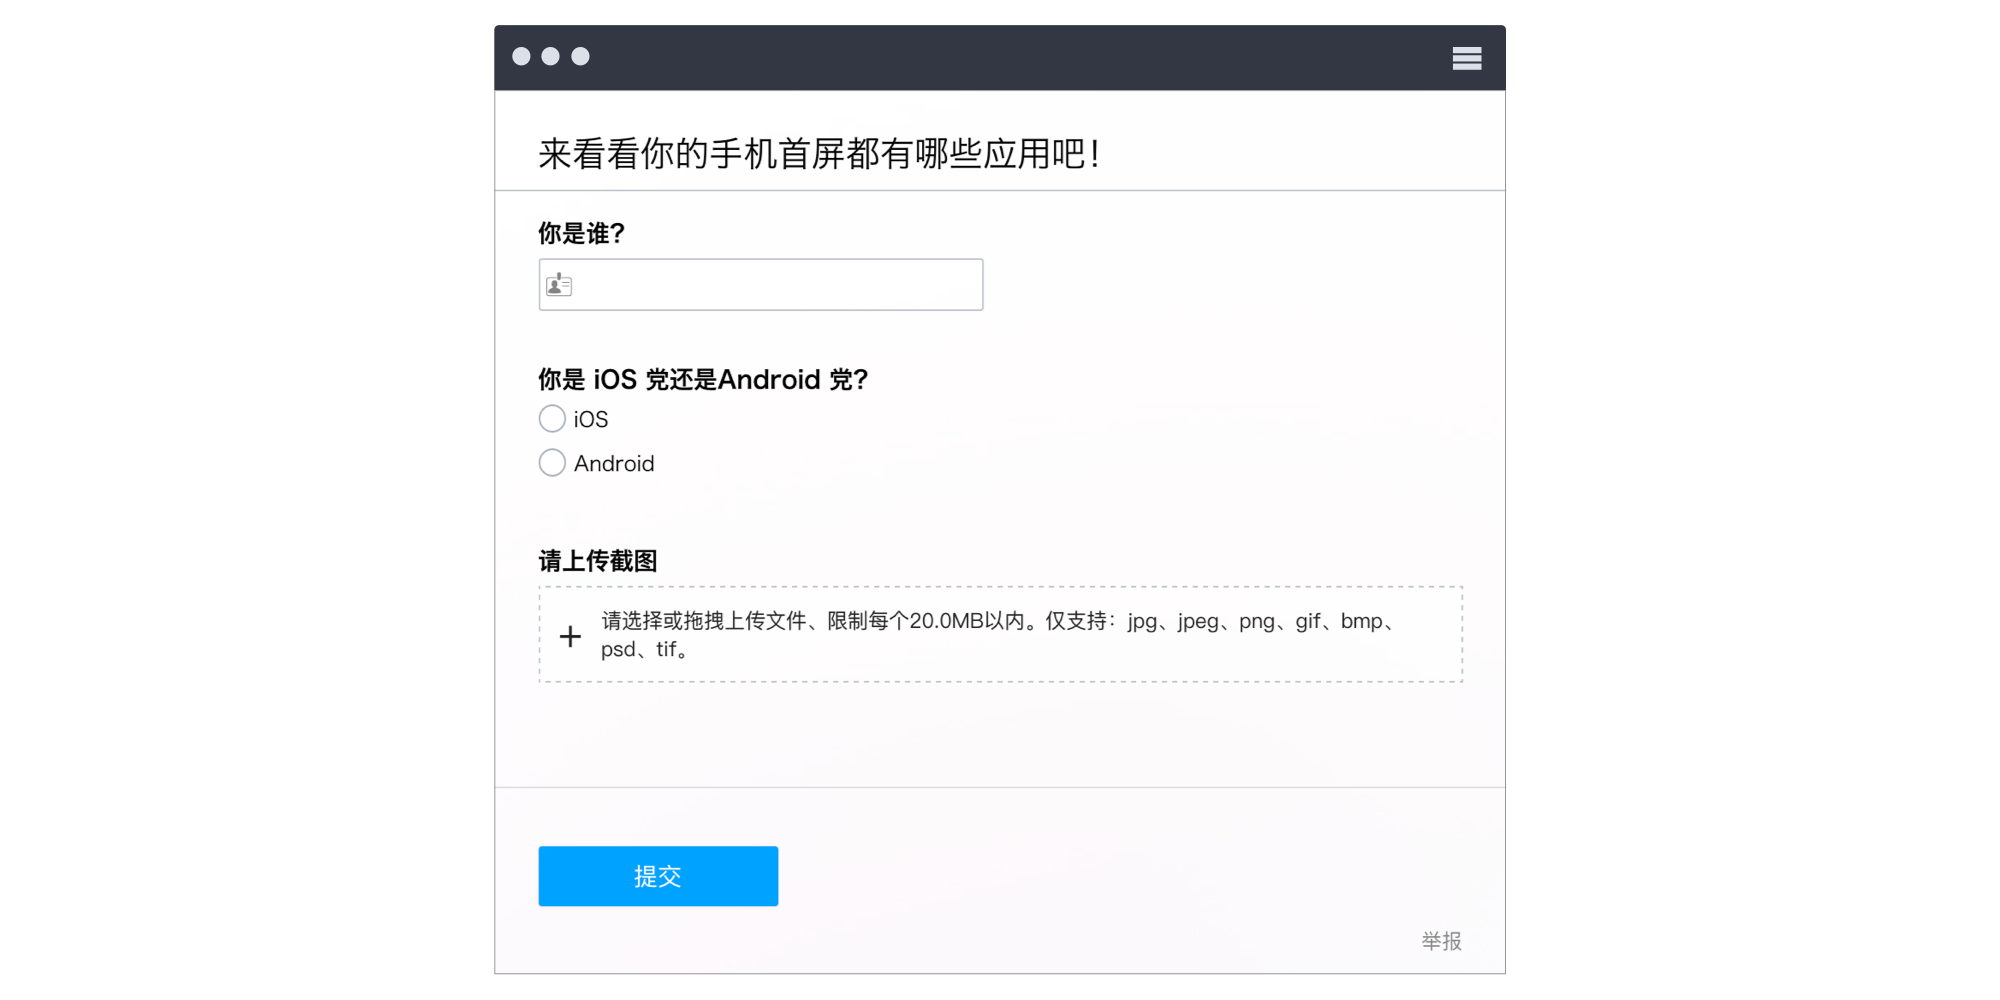 来看看你的手机首屏都有哪些应用吧！
你是谁？
你是 iOS 党还是Android 党？
iOS
Android
请上传截图
请选择或拖拽上传文件、限制每个20.0MB以内。仅支持：jpg、jpeg、png、gif、bmp、
psd、tif。
提交
举报